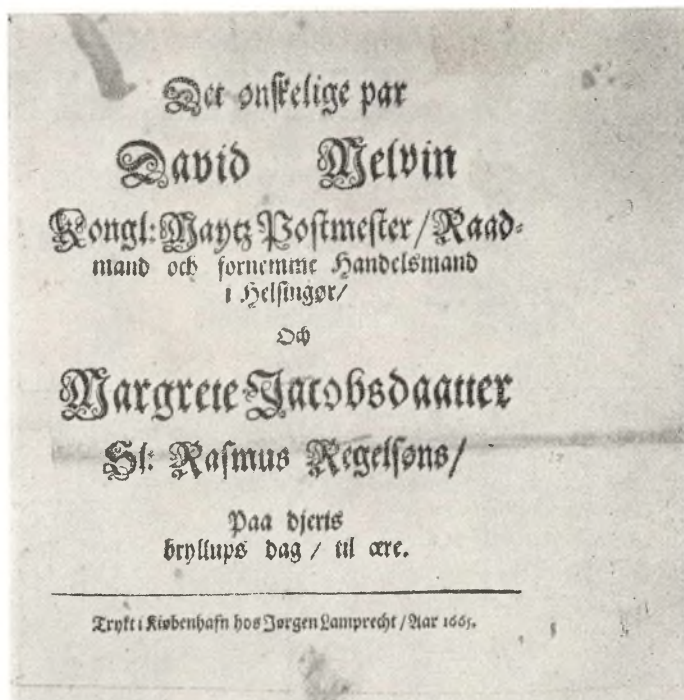 Det ønskelige par
David Melvin
Kongl: Maytz Postmester/ Raad-
mand och fornemme Handelsmand
i Helsingør/
Och
Margrete Jacobsdaatter
Sl: Rasmus Regelsøns/
Paa djeris
bryllups dag / til ære.
Trykt i Kiøbenhafn hos Jørgen Lamprecht / Aar 1665.